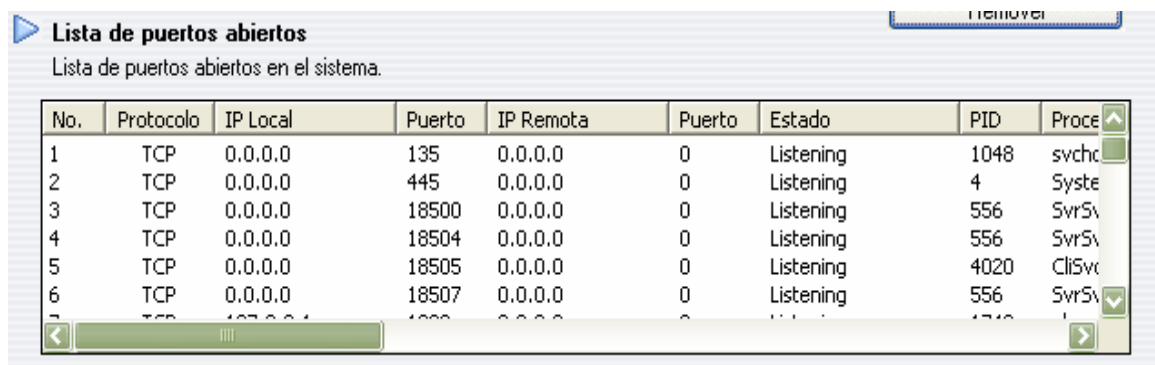 Remover
Lista de puertos abiertos
Lista de puertos abiertos en el sistema.
No. Protocolo IP Local Puerto IP Remota Puerto Estado PID Proce
1 TCP 0.0.0.0 135 0.0.0.0 0 Listening 1048 svchc
2 TCP 0.0.0.0 445 0.0.0.0 0 Listening 4 Syste
3 TCP 0.0.0.0 18500 0.0.0.0 0 Listening 556 SvrSv
4 TCP 0.0.0.0 18504 0.0.0.0 0 Listening 556 SvrSv
5 TCP 0.0.0.0 18505 0.0.0.0 0 Listening 4020 CliSvc
6 TCP 0.0.0.0 18507 0.0.0.0 0 Listening 556 SvrSv